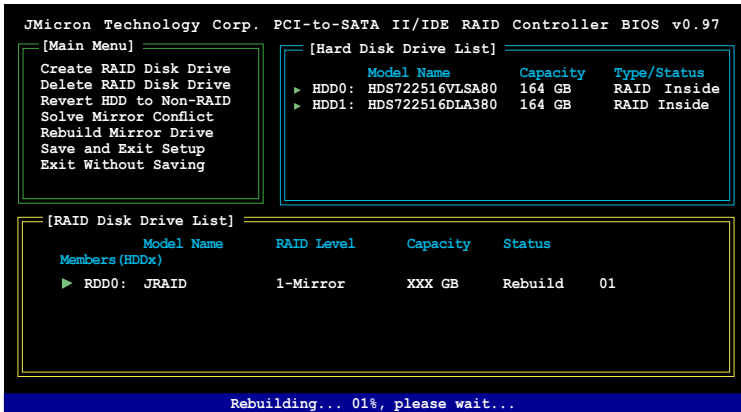 JMicron Technology Corp. PCI-to-SATA II/IDE RAID Controller BIOS v0.97
[Main Menu]
Create RAID Disk Drive
Delete RAID Disk Drive
Revert HDD to Non-RAID
Solve Mirror Conflict
Rebuild Mirror Drive
Save and Exit Setup
Exit Without Saving
[Hard Disk Drive List]
Model Name Capacity Type/Status
HDD0: HDS722516VLSA80 164 GB RAID Inside
HDD1: HDS722516DLA380 164 GB RAID Inside
[RAID Disk Drive List]
Model Name RAID Level Capacity Status
Members(HDDx)
RDD0: JRAID 1-Mirror XXX GB Rebuild 01
Rebuilding... 01%, please wait...